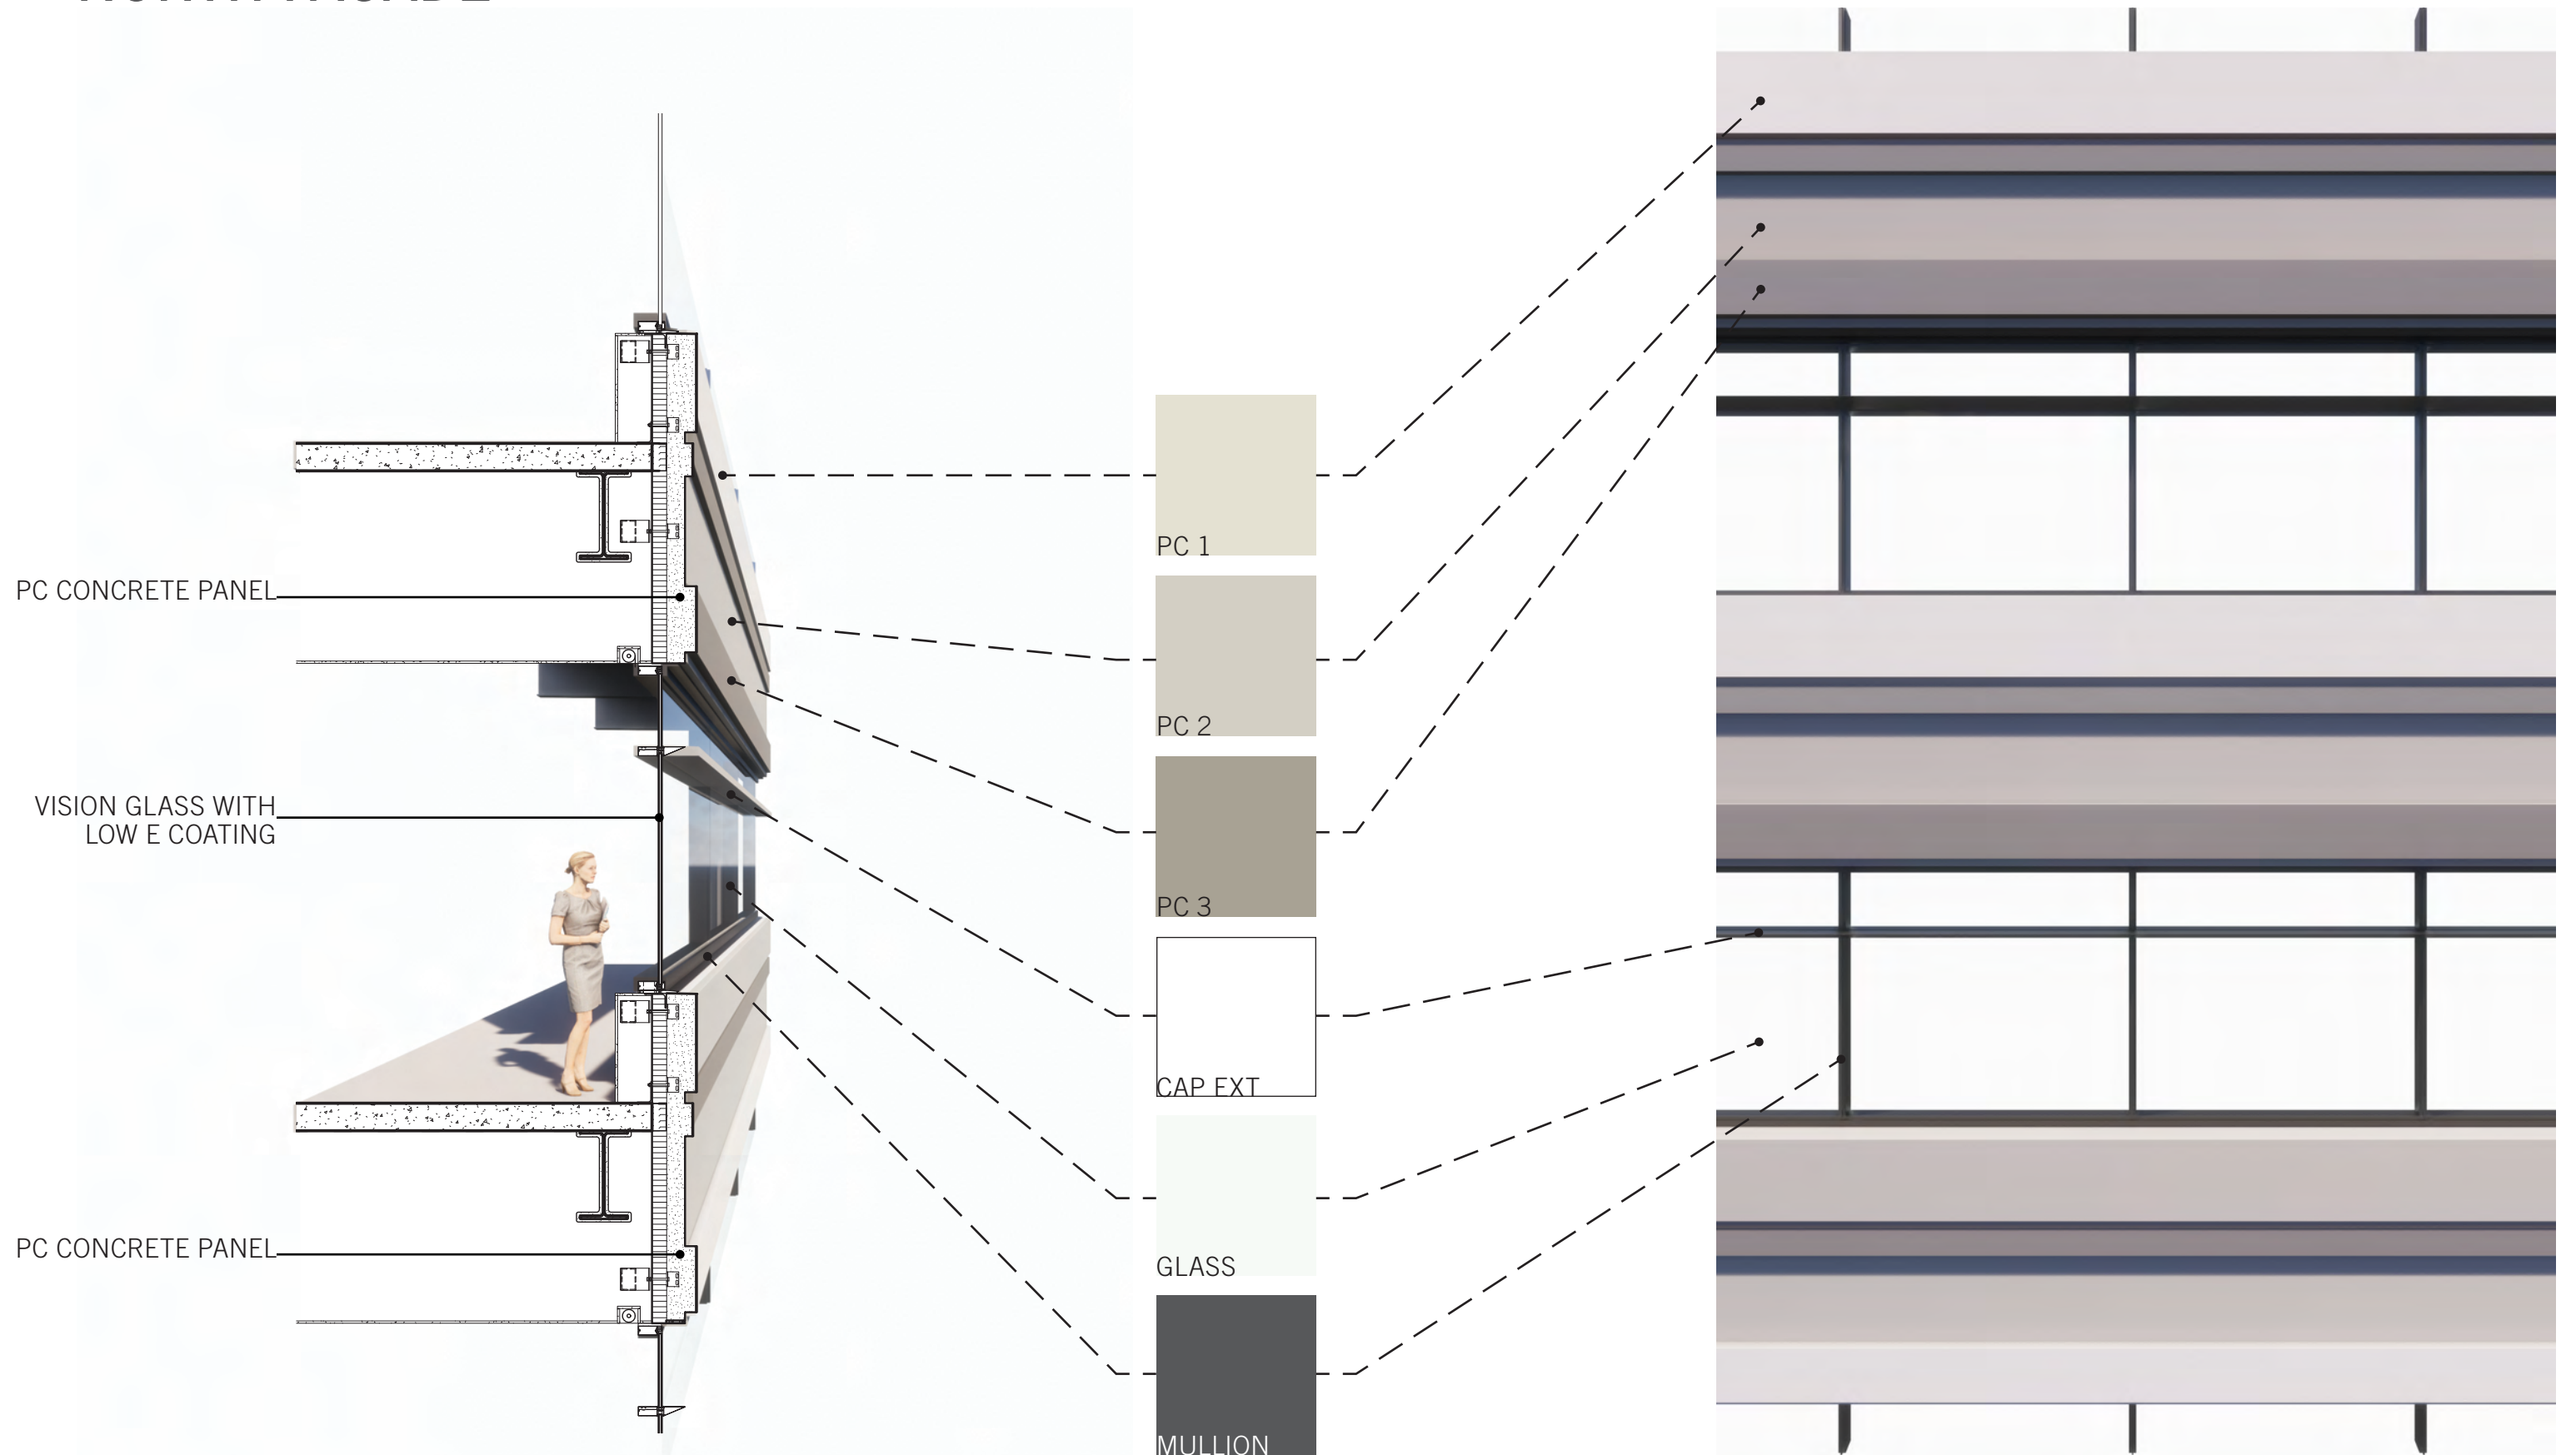 PC CONCRETE PANEL
VISION GLASS WITH
LOW E COATING
PC CONCRETE PANEL
PC 1
PC 2
PC 3
CAP EXT
GLASS
MULLION